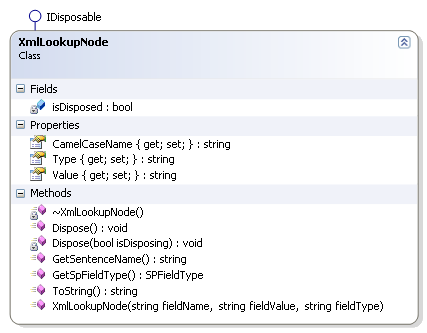 IDisposable
XmlLookupNode
Class
Fields
isDisposed : bool
Properties
CamelCaseName { get; set; } : string
Type { get; set; } : string
Value { get; set; } : string
Methods
~XmlLookupNode()
Dispose() : void
Dispose(bool isDisposing) : void
GetSentenceName() : string
GetSpFieldType() : SPFieldType
ToString() : string
XmlLookupNode(string fieldName, string fieldValue, string fieldType)